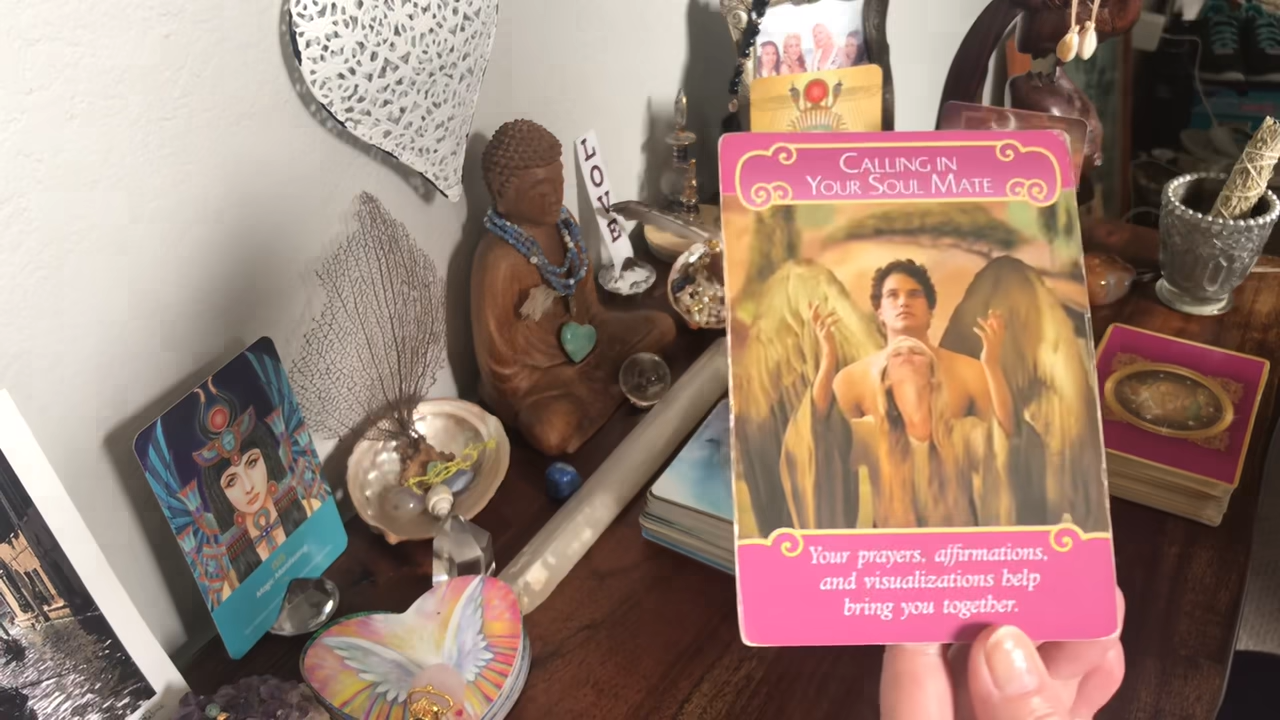 CALLING IN
YOUR SOUL MATE
Your prayers, affirmations,
and visualizations help
bring you together.
LOVE